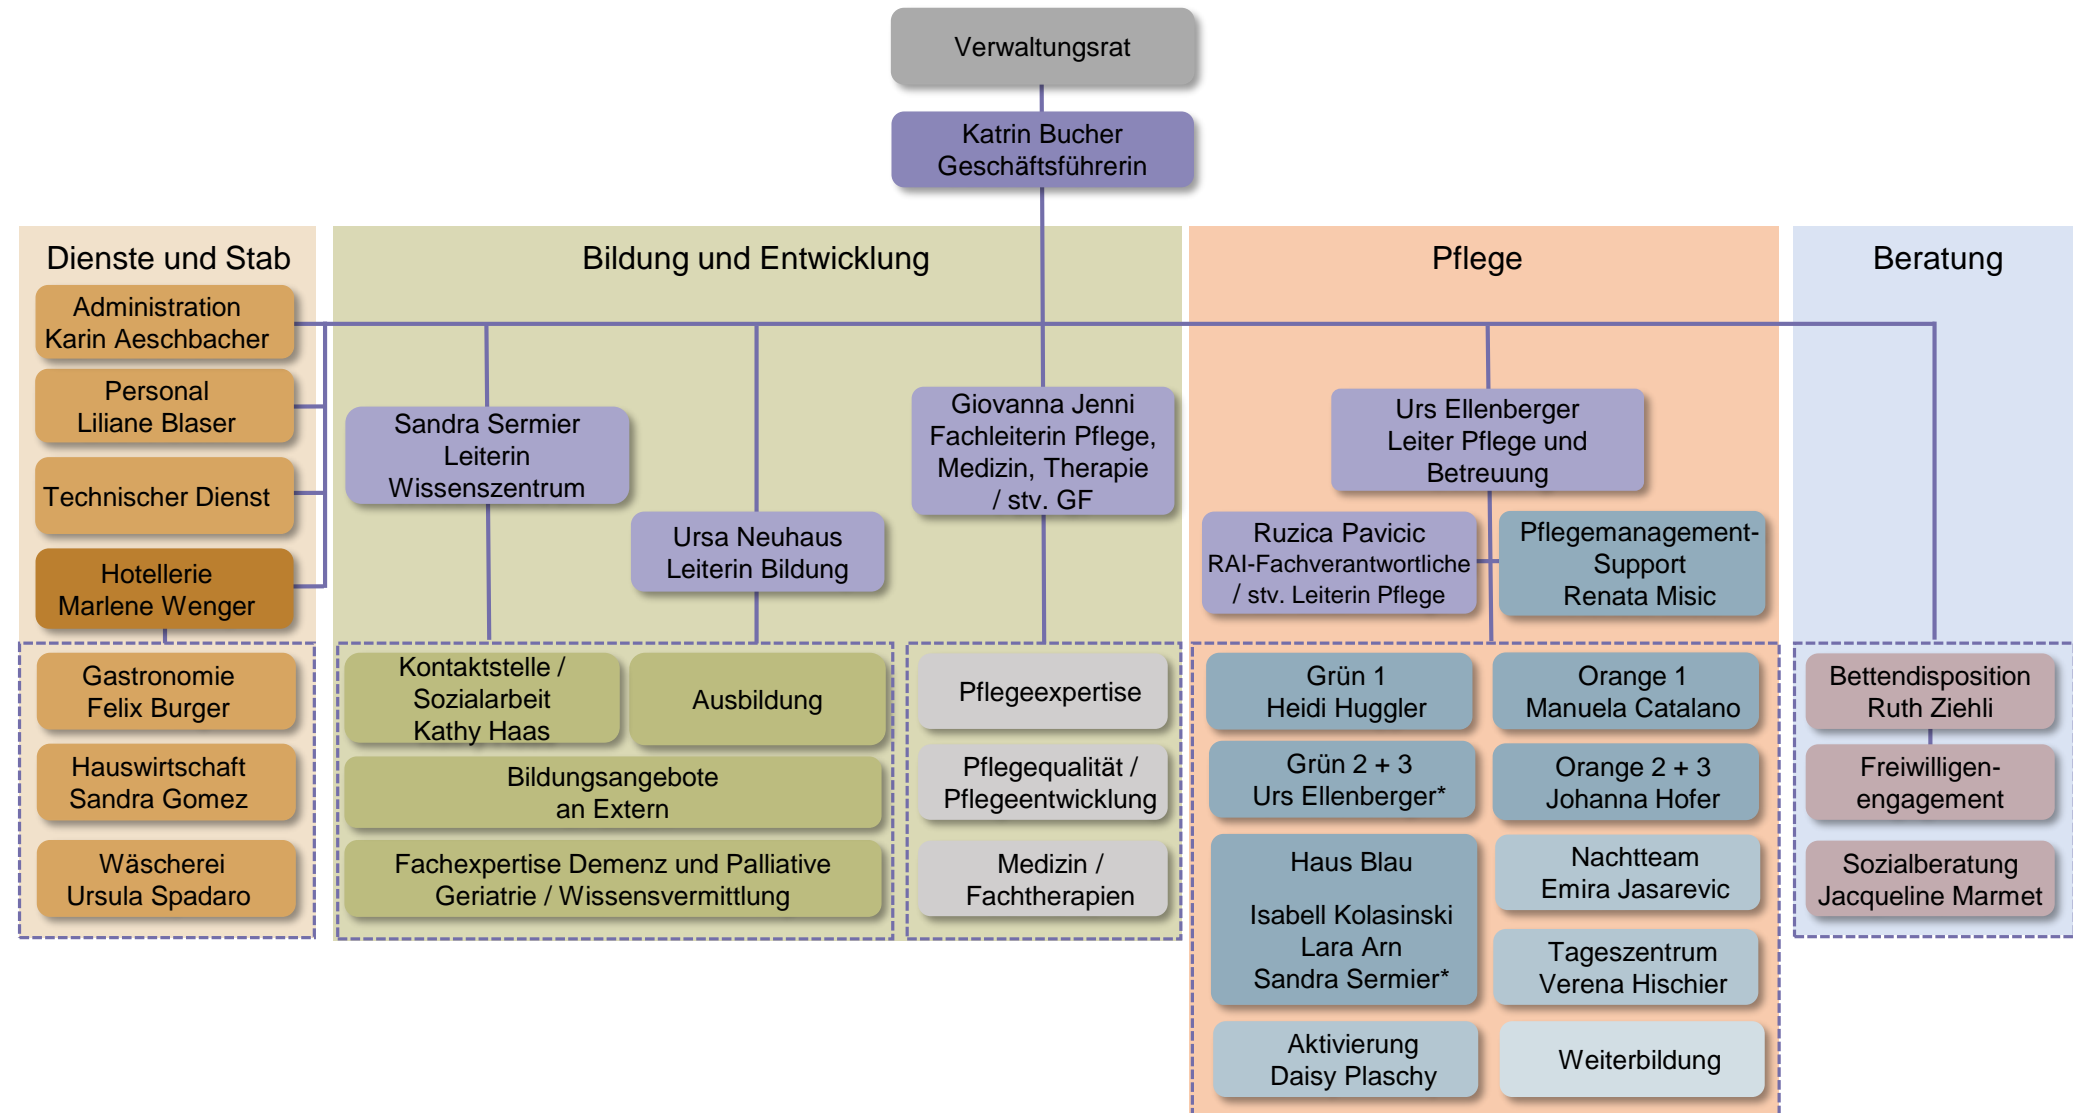 Verwaltungsrat
Katrin Bucher
Geschäftsführerin
Dienste und Stab
Administration
Karin Aeschbacher
Personal
Liliane Blaser
Technischer Dienst
Hotellerie
Marlene Wenger
Gastronomie
Felix Burger
Hauswirtschaft
Sandra Gomez
Wäscherei
Ursula Spadaro
Bildung und Entwicklung
Sandra Sermier
Leiterin
Wissenszentrum
Ursa Neuhaus
Leiterin Bildung
Giovanna Jenni
Fachleiterin Pflege,
Medizin, Therapie
/ stv. GF
Kontaktstelle /
Sozialarbeit
Kathy Haas
Ausbildung
Bildungsangebote
an Extern
Fachexpertise Demenz und Palliative
Geriatrie / Wissensvermittlung
Pflegeexpertise
Pflegequalität /
Pflegeentwicklung
Medizin /
Fachtherapien
Pflege
Urs Ellenberger
Leiter Pflege und
Betreuung
Ruzica Pavicic
RAI-Fachverantwortliche
/ stv. Leiterin Pflege
Pflegemanagement-
Support
Renata Misic
Grün 1
Heidi Huggler
Orange 1
Manuela Catalano
Grün 2 + 3
Urs Ellenberger*
Orange 2 + 3
Johanna Hofer
Haus Blau
Isabell Kolasinski
Lara Arn
Sandra Sermier*
Nachtteam
Emira Jasarevic
Tageszentrum
Verena Hischier
Aktivierung
Daisy Plaschy
Weiterbildung
Beratung
Bettendisposition
Ruth Ziehli
Freiwilligen-
engagement
Sozialberatung
Jacqueline Marmet